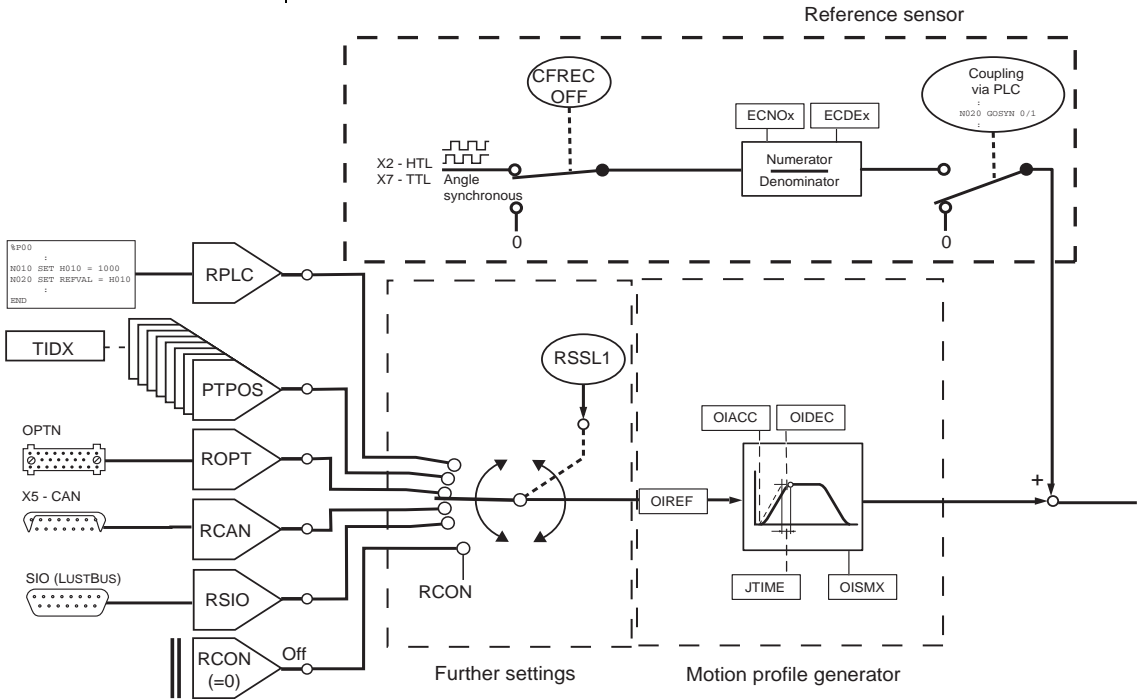 Reference sensor
CFREC
OFF
Coupling
via PLC
:
N020 GOSYN 0/1
:
ECNOx
ECDEx
X2 - HTL
X7 - TTL
Angle
synchronous
Numerator
Denominator
0
0
%P00
:
N010 SET H010 = 1000
N020 SET REFVAL = H010
:
END
RPLC
TIDX
PTPOS
RSSL1
OPTN
ROPT
X5 - CAN
RCAN
SIO (LUSTBUS)
RSIO
RCON
(=0)
Off
RCON
OIREF
OIACC
OIDEC
JTIME
OISMX
+
Further settings
Motion profile generator